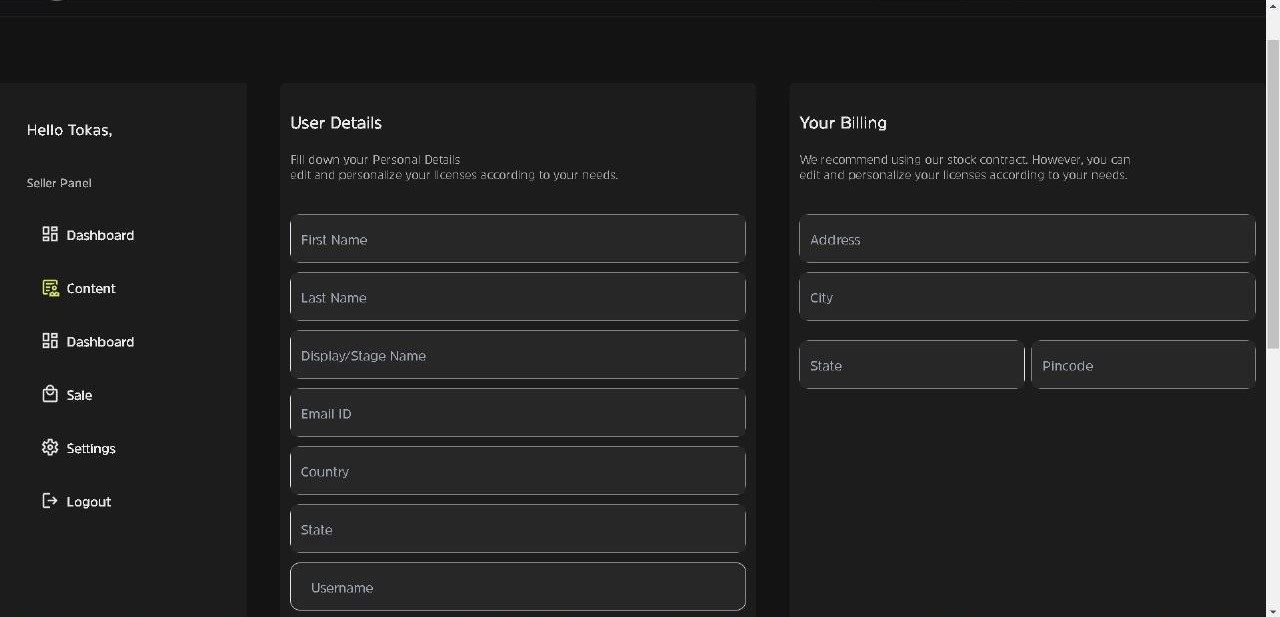 Hello Tokas,
Seller Panel
Dashboard
Content
Dashboard
Sale
Settings
Logout
User Details
Fill down your Personal Details
edit and personalize your licenses according to your needs.
First Name
Last Name
Display/Stage Name
Email ID
Country
State
Username
Your Billing
We recommend using our stock contract. However, you can
edit and personalize your licenses according to your needs.
Address
City
State
Pincode